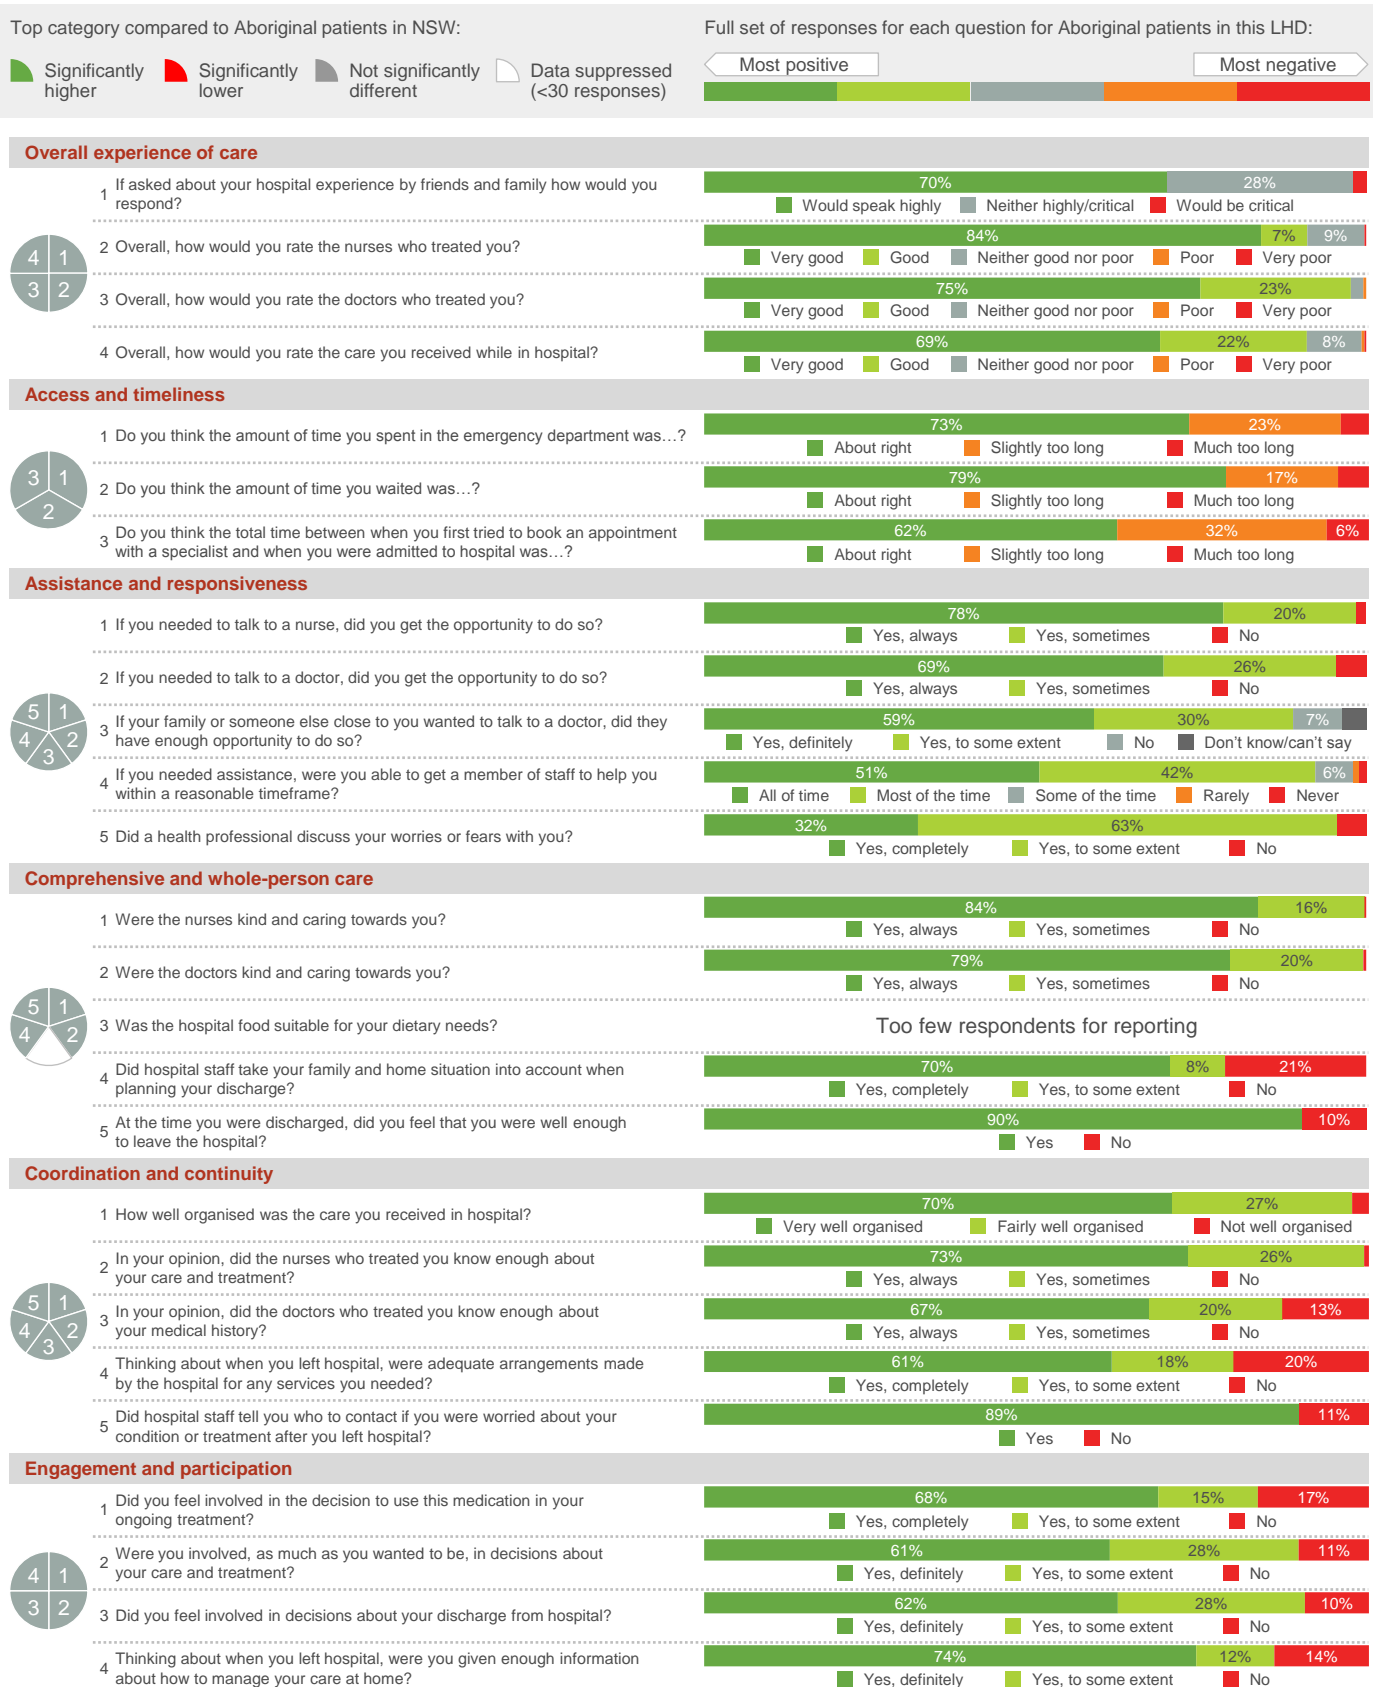 Top category compared to Aboriginal patients in NSW:
Significantly higher
Significantly lower
Not significantly different
Data suppressed (<30 responses)
Full set of responses for each question for Aboriginal patients in this LHD:
Most positive
Most negative
Overall experience of care
4 1
3 2
1 If asked about your hospital experience by friends and family how would you
respond?
70% 28%
Would speak highly Neither highly/critical Would be critical
2 Overall, how would you rate the nurses who treated you?
84% 7% 9%
Very good Good Neither good nor poor Poor Very poor
3 Overall, how would you rate the doctors who treated you?
75% 23%
Very good Good Neither good nor poor Poor Very poor
4 Overall, how would you rate the care you received while in hospital?
69% 22% 8%
Very good Good Neither good nor poor Poor Very poor
Access and timeliness
3 1
2
1 Do you think the amount of time you spent in the emergency department was…?
73% 23%
About right Slightly too long Much too long
2 Do you think the amount of time you waited was…?
79% 17%
About right Slightly too long Much too long
3 Do you think the total time between when you first tried to book an appointment
with a specialist and when you were admitted to hospital was…?
62% 32% 6%
About right Slightly too long Much too long
Assistance and responsiveness
5 1
4 2
3
1 If you needed to talk to a nurse, did you get the opportunity to do so?
78% 20%
Yes, always Yes, sometimes No
2 If you needed to talk to a doctor, did you get the opportunity to do so?
69% 26%
Yes, always Yes, sometimes No
3 If your family or someone else close to you wanted to talk to a doctor, did they
have enough opportunity to do so?
59% 30% 7%
Yes, definitely Yes, to some extent No Don't know/can't say
4 If you needed assistance, were you able to get a member of staff to help you
within a reasonable timeframe?
51% 42% 6%
All of time Most of the time Some of the time Rarely Never
5 Did a health professional discuss your worries or fears with you?
32% 63%
Yes, completely Yes, to some extent No
Comprehensive and whole-person care
5 1
4 2
1 Were the nurses kind and caring towards you?
84% 16%
Yes, always Yes, sometimes No
2 Were the doctors kind and caring towards you?
79% 20%
Yes, always Yes, sometimes No
3 Was the hospital food suitable for your dietary needs?
Too few respondents for reporting
4 Did hospital staff take your family and home situation into account when
planning your discharge?
70% 8% 21%
Yes, completely Yes, to some extent No
5 At the time you were discharged, did you feel that you were well enough
to leave the hospital?
90% 10%
Yes No
Coordination and continuity
5 1
4 2
3
1 How well organised was the care you received in hospital?
70% 27%
Very well organised Fairly well organised Not well organised
2 In your opinion, did the nurses who treated you know enough about
your care and treatment?
73% 26%
Yes, always Yes, sometimes No
3 In your opinion, did the doctors who treated you know enough about
your medical history?
67% 20% 13%
Yes, always Yes, sometimes No
4 Thinking about when you left hospital, were adequate arrangements made
by the hospital for any services you needed?
61% 18% 20%
Yes, completely Yes, to some extent No
5 Did hospital staff tell you who to contact if you were worried about your
condition or treatment after you left hospital?
89% 11%
Yes No
Engagement and participation
4 1
3 2
1 Did you feel involved in the decision to use this medication in your
ongoing treatment?
68% 15% 17%
Yes, completely Yes, to some extent No
2 Were you involved, as much as you wanted to be, in decisions about
your care and treatment?
61% 28% 11%
Yes, definitely Yes, to some extent No
3 Did you feel involved in decisions about your discharge from hospital?
62% 28% 10%
Yes, definitely Yes, to some extent No
4 Thinking about when you left hospital, were you given enough information
about how to manage your care at home?
74% 12% 14%
Yes, definitely Yes, to some extent No